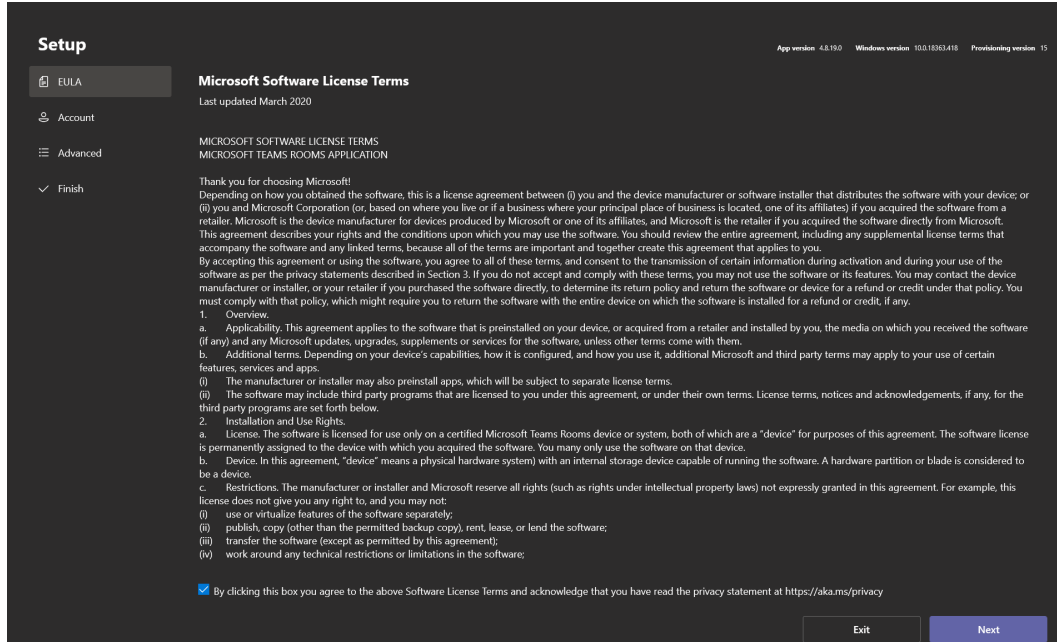 Setup
App version 4.8.19.0 Windows version 10.0.18363.418 Provisioning version 15
EULA
Account
Advanced
Finish
Microsoft Software License Terms
Last updated March 2020
MICROSOFT SOFTWARE LICENSE TERMS
MICROSOFT TEAMS ROOMS APPLICATION
Thank you for choosing Microsoft!
Depending on how you obtained the software, this is a license agreement between (i) you and the device manufacturer or software installer that distributes the software with your device; or
(ii) you and Microsoft Corporation (or, based on where you live or if a business where your principal place of business is located, one of its affiliates) if you acquired the software from a
retailer. Microsoft is the device manufacturer for devices produced by Microsoft or one of its affiliates, and Microsoft is the retailer if you acquired the software directly from Microsoft.
This agreement describes your rights and the conditions upon which you may use the software. You should review the entire agreement, including any supplemental license terms that
accompany the software and any linked terms, because all of the terms are important and together create this agreement that applies to you.
By accepting this agreement or using the software, you agree to all of these terms, and consent to the transmission of certain information during activation and during your use of the
software as per the privacy statements described in Section 3. If you do not accept and comply with these terms, you may not use the software or its features. You may contact the device
manufacturer or installer, or your retailer if you purchased the software directly, to determine its return policy and return the software or device for a refund or credit under that policy. You
must comply with that policy, which might require you to return the software with the entire device on which the software is installed for a refund or credit, if any.
1. Overview.
a. Applicability. This agreement applies to the software that is preinstalled on your device, or acquired from a retailer and installed by you, the media on which you received the software
(if any) and any Microsoft updates, upgrades, supplements or services for the software, unless other terms come with them.
b. Additional terms. Depending on your device's capabilities, how it is configured, and how you use it, additional Microsoft and third party terms may apply to your use of certain
features, services and apps.
(i) The manufacturer or installer may also preinstall apps, which will be subject to separate license terms.
(ii) The software may include third party programs that are licensed to you under this agreement, or under their own terms. License terms, notices and acknowledgements, if any, for the
third party programs are set forth below.
2. Installation and Use Rights.
a. License. The software is licensed for use only on a certified Microsoft Teams Rooms device or system, both of which are a "device" for purposes of this agreement. The software license
is permanently assigned to the device with which you acquired the software. You many only use the software on that device.
b. Device. In this agreement, "device" means a physical hardware system) with an internal storage device capable of running the software. A hardware partition or blade is considered to
be a device.
c. Restrictions. The manufacturer or installer and Microsoft reserve all rights (such as rights under intellectual property laws) not expressly granted in this agreement. For example, this
license does not give you any right to, and you may not:
(i) use or virtualize features of the software separately;
(ii) publish, copy (other than the permitted backup copy), rent, lease, or lend the software;
(iii) transfer the software (except as permitted by this agreement);
(iv) work around any technical restrictions or limitations in the software;
By clicking this box you agree to the above Software License Terms and acknowledge that you have read the privacy statement at https://aka.ms/privacy
Exit
Next